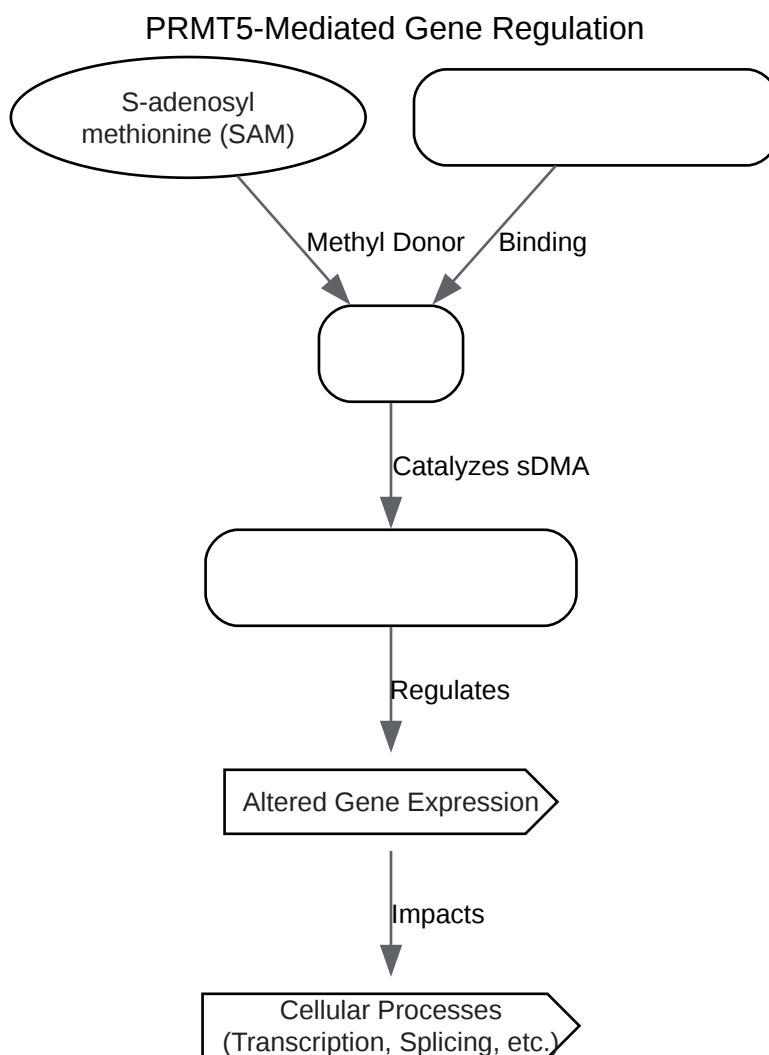 PRMT5-Mediated Gene Regulation
S-adenosyl
methionine (SAM)
Methyl Donor
Binding
Catalyzes sDMA
Regulates
Altered Gene Expression
Impacts
Cellular Processes
(Transcription, Splicing, etc.)